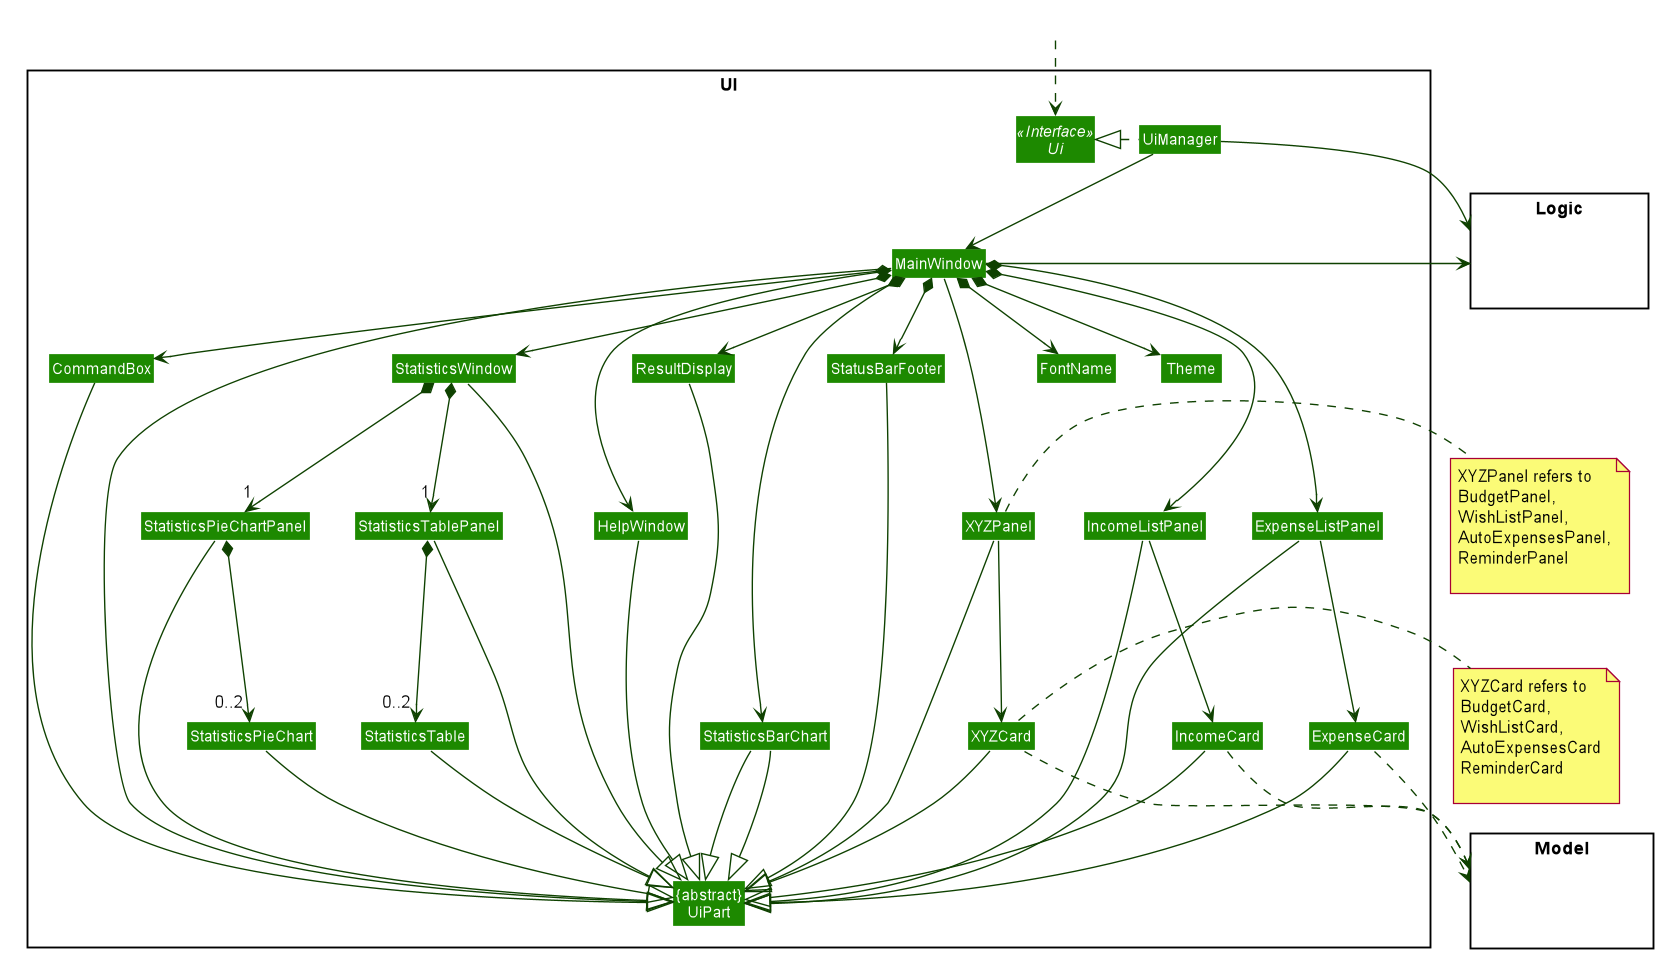 UI
«Interface»
Ui
UiManager
Logic
MainWindow
CommandBox
StatisticsWindow
ResultDisplay
StatusBarFooter
FontName
Theme
XYZPanel refers to
BudgetPanel,
WishListPanel,
AutoExpensesPanel,
ReminderPanel
1
1
StatisticsPieChartPanel
StatisticsTablePanel
HelpWindow
XYZPanel
IncomeListPanel
ExpenseListPanel
XYZCard refers to
BudgetCard,
WishListCard,
AutoExpensesCard
ReminderCard
0..2
0..2
StatisticsPieChart
StatisticsTable
StatisticsBarChart
XYZCard
IncomeCard
ExpenseCard
Model
{abstract}
UiPart